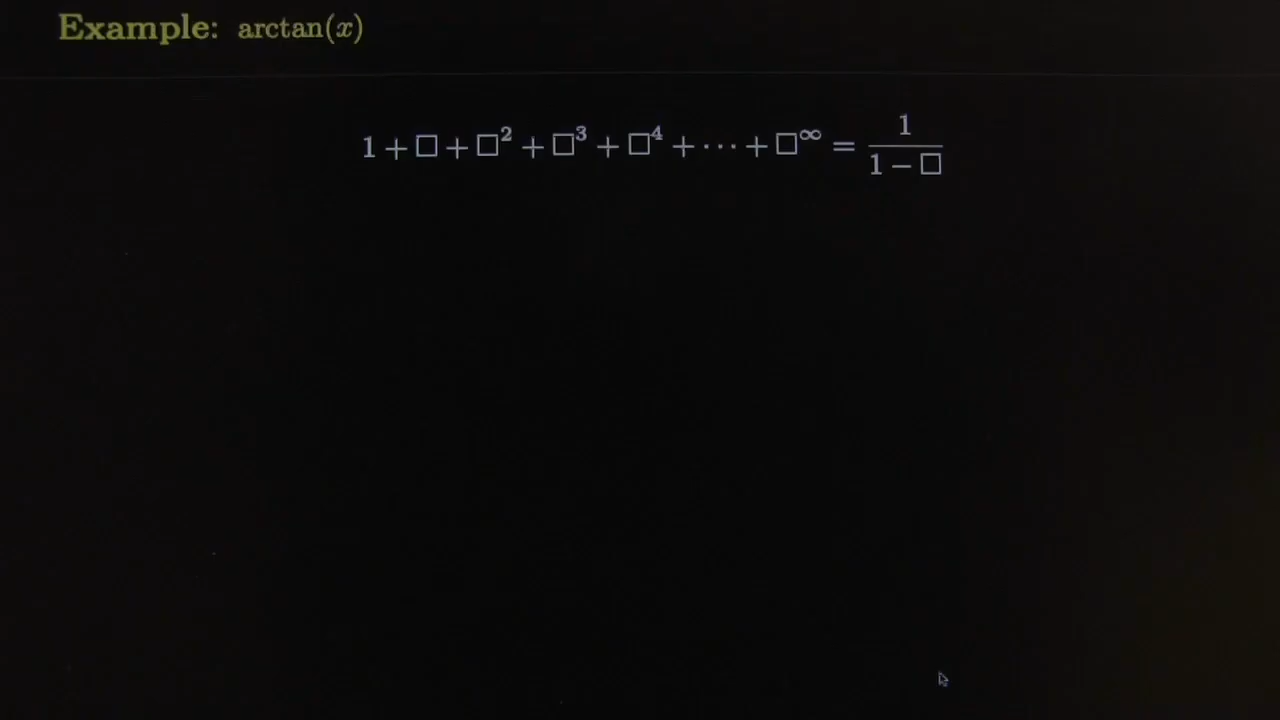 Example: arctan(x)
1 + □ + □² + □³ + □⁴ + ⋯ + □^∞ = 1 / (1 − □)